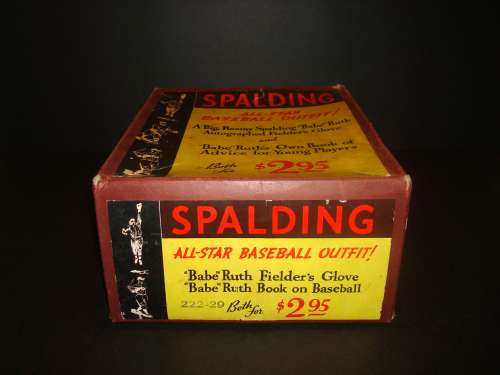 SPALDING
ALL-STAR
BASEBALL OUTFIT!
A Big, Roomy Spalding "Babe" Ruth
Autographed Fielder's Glove
and
"Babe" Ruth's Own Book of
Advice for Young Players
Both for $2.95
SPALDING
ALL-STAR BASEBALL OUTFIT!
"Babe" Ruth Fielder's Glove
"Babe" Ruth Book on Baseball
222-29 Both for $2.95